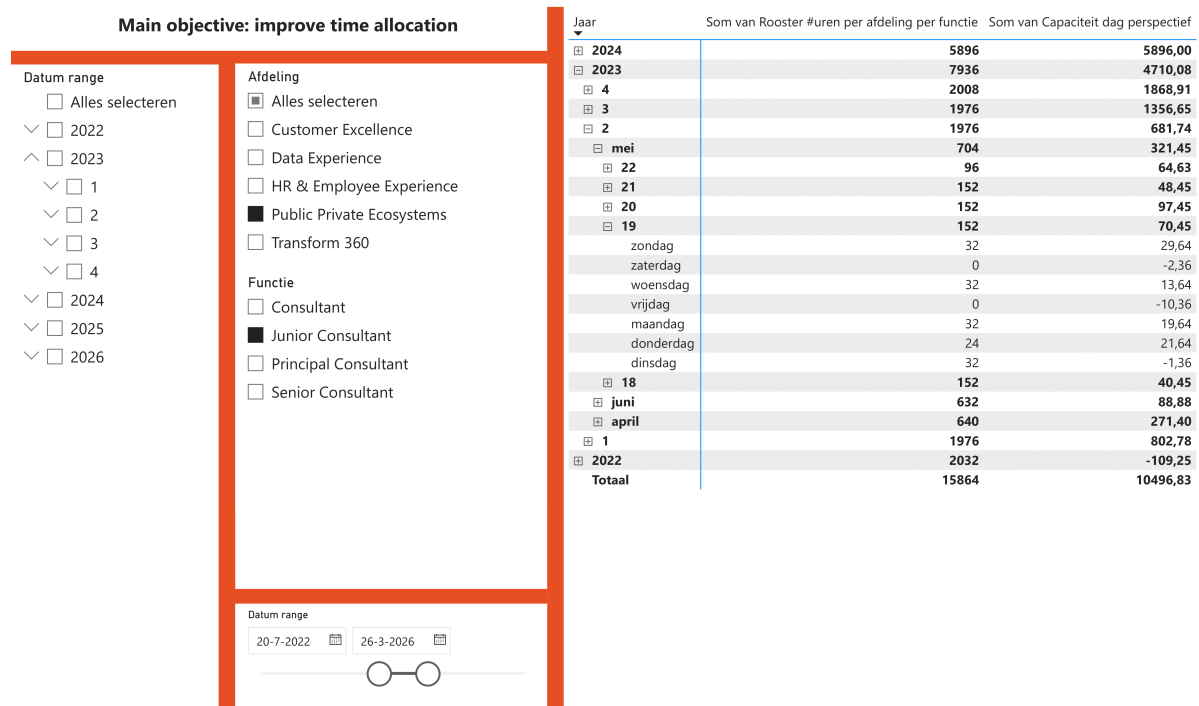 Main objective: improve time allocation
Datum range
Alles selecteren
2022
2023
1
2
3
4
2024
2025
2026
Afdeling
Alles selecteren
Customer Excellence
Data Experience
HR & Employee Experience
Public Private Ecosystems
Transform 360
Functie
Consultant
Junior Consultant
Principal Consultant
Senior Consultant
Datum range
20-7-2022 26-3-2026
Jaar Som van Rooster #uren per afdeling per functie Som van Capaciteit dag perspectief
2024 5896 5896,00
2023 7936 4710,08
4 2008 1868,91
3 1976 1356,65
2 1976 681,74
mei 704 321,45
22 96 64,63
21 152 48,45
20 152 97,45
19 152 70,45
zondag 32 29,64
zaterdag 0 -2,36
woensdag 32 13,64
vrijdag 0 -10,36
maandag 32 19,64
donderdag 24 21,64
dinsdag 32 -1,36
18 152 40,45
juni 632 88,88
april 640 271,40
1 1976 802,78
2022 2032 -109,25
Totaal 15864 10496,83